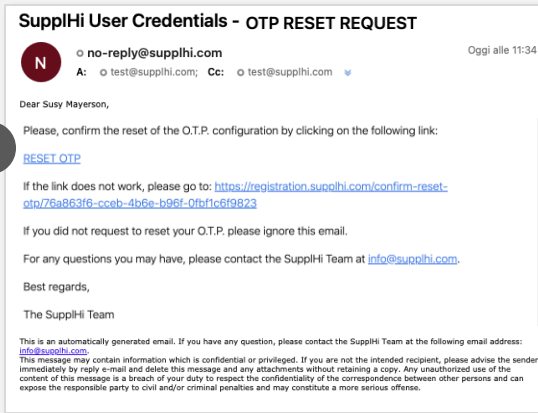 SupplHi User Credentials - OTP RESET REQUEST
N
no-reply@supplhi.com
Oggi alle 11:34
A: test@supplhi.com; Cc: test@supplhi.com
Dear Susy Mayerson,
Please, confirm the reset of the O.T.P. configuration by clicking on the following link:
RESET OTP
If the link does not work, please go to: https://registration.supplhi.com/confirm-reset-
otp/76a863f6-cceb-4b6e-b96f-0fbf1c6f9823
If you did not request to reset your O.T.P. please ignore this email.
For any questions you may have, please contact the SupplHi Team at info@supplhi.com.
Best regards,
The SupplHi Team
This is an automatically generated email. If you have any question, please contact the SupplHi Team at the following email address:
info@supplhi.com.
This message may contain information which is confidential or privileged. If you are not the intended recipient, please advise the sender
immediately by reply e-mail and delete this message and any attachments without retaining a copy. Any unauthorized use of the
content of this message is a breach of your duty to respect the confidentiality of the correspondence between other persons and can
expose the responsible party to civil and/or criminal penalties and may constitute a more serious offense.